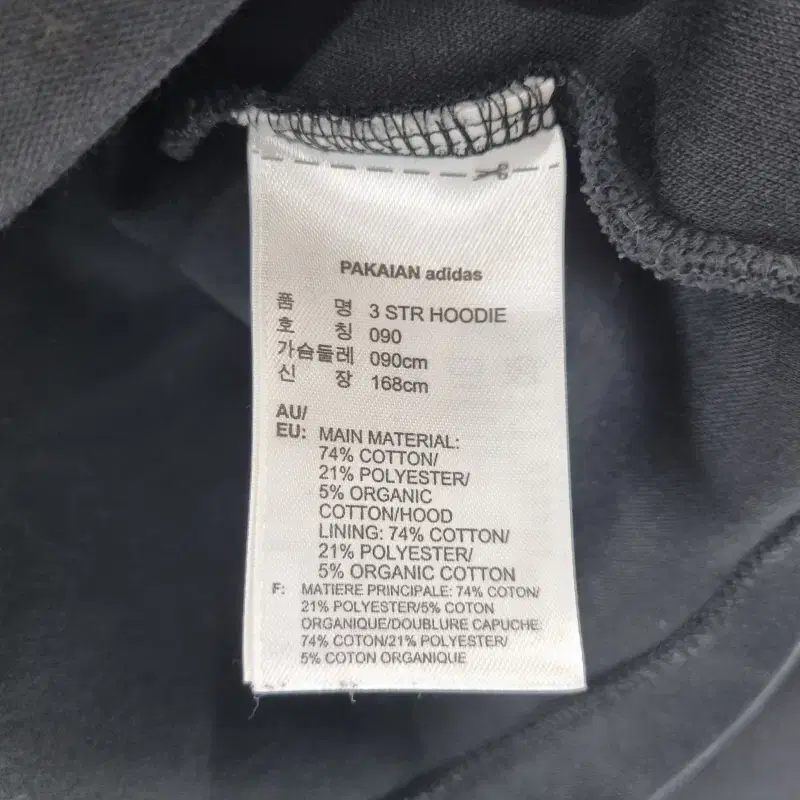 PAKAIAN adidas
품 명 3 STR HOODIE
호 칭 090
가슴둘레 090cm
신 장 168cm
AU/
EU: MAIN MATERIAL:
74% COTTON/
21% POLYESTER/
5% ORGANIC
COTTON/HOOD
LINING: 74% COTTON/
21% POLYESTER/
5% ORGANIC COTTON
F: MATIERE PRINCIPALE: 74% COTON/
21% POLYESTER/5% COTON
ORGANIQUE/DOUBLURE CAPUCHE:
74% COTON/21% POLYESTER/
5% COTON ORGANIQUE